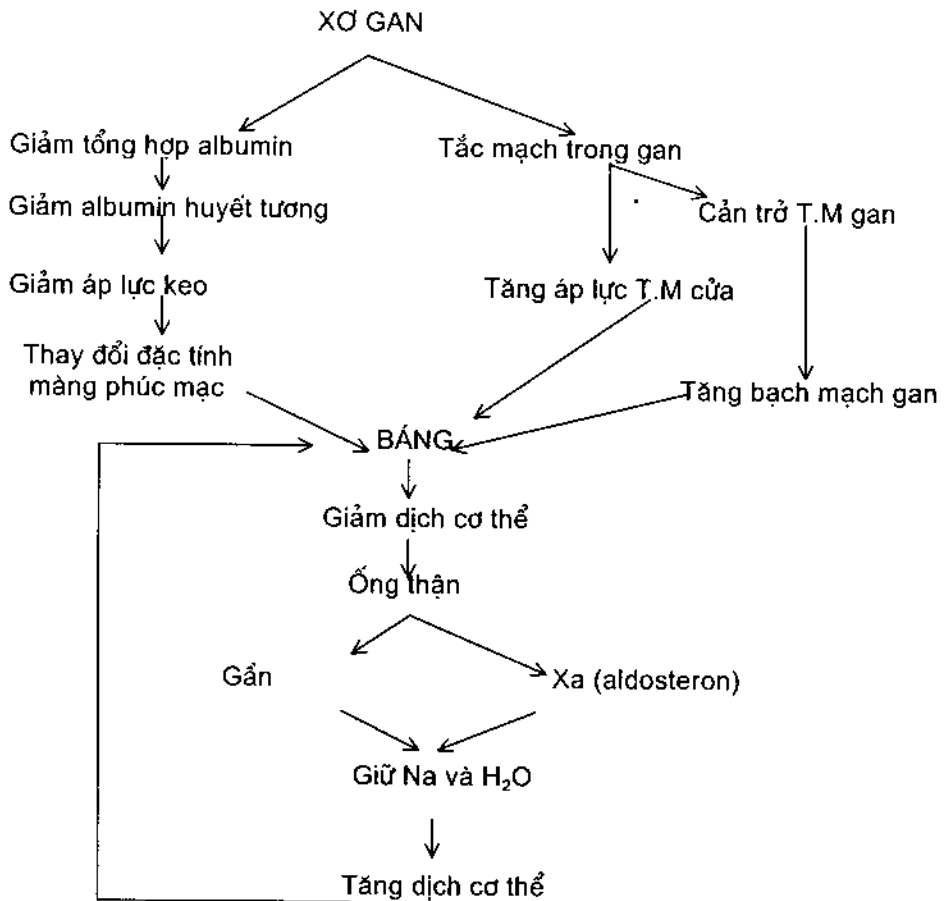 XƠ GAN
Giảm tổng hợp albumin
Tắc mạch trong gan
Giảm albumin huyết tương
Cản trở T.M gan
Giảm áp lực keo
Tăng áp lực T.M cửa
Thay đổi đặc tính
màng phúc mạc
Tăng bạch mạch gan
BÁNG
Giảm dịch cơ thể
Ống thận
Gẩn
Xa (aldosteron)
Giữ Na và H₂O
Tăng dịch cơ thể